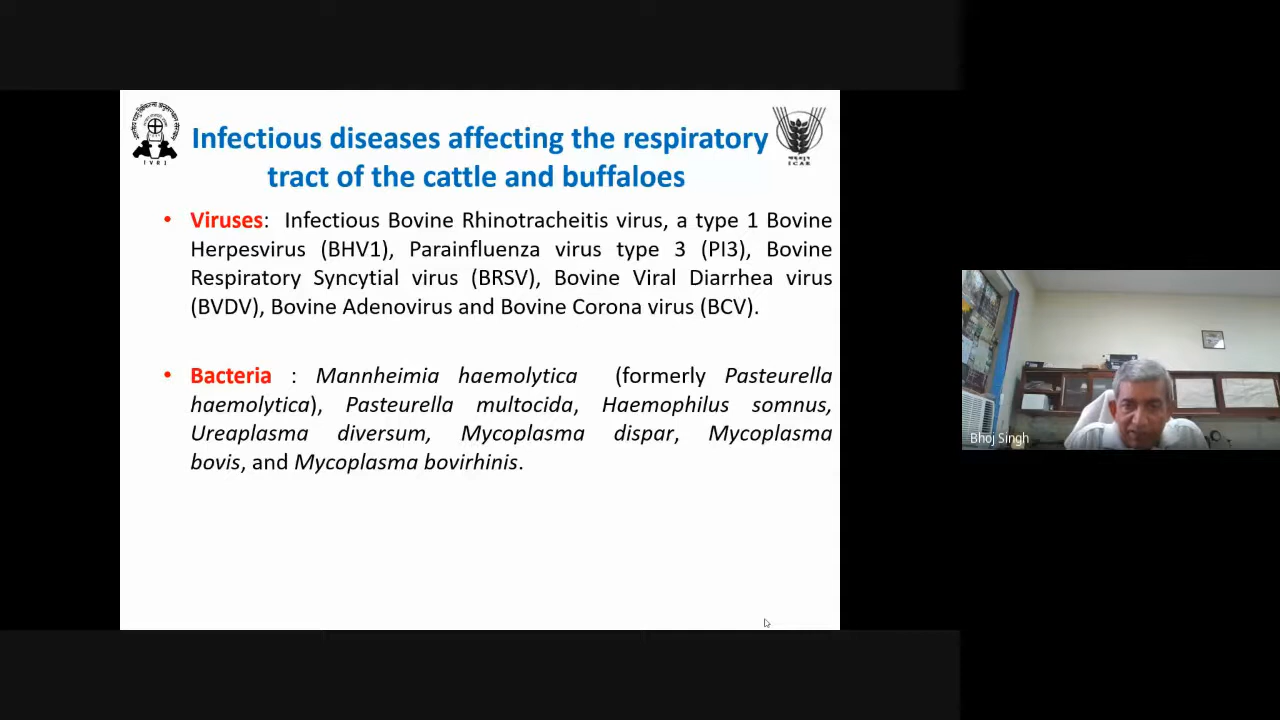 Infectious diseases affecting the respiratory
tract of the cattle and buffaloes
• Viruses: Infectious Bovine Rhinotracheitis virus, a type 1 Bovine
Herpesvirus (BHV1), Parainfluenza virus type 3 (PI3), Bovine
Respiratory Syncytial virus (BRSV), Bovine Viral Diarrhea virus
(BVDV), Bovine Adenovirus and Bovine Corona virus (BCV).
• Bacteria : Mannheimia haemolytica (formerly Pasteurella
haemolytica), Pasteurella multocida, Haemophilus somnus,
Ureaplasma diversum, Mycoplasma dispar, Mycoplasma
bovis, and Mycoplasma bovirhinis.
I V R I
I C A R
Bhoj Singh